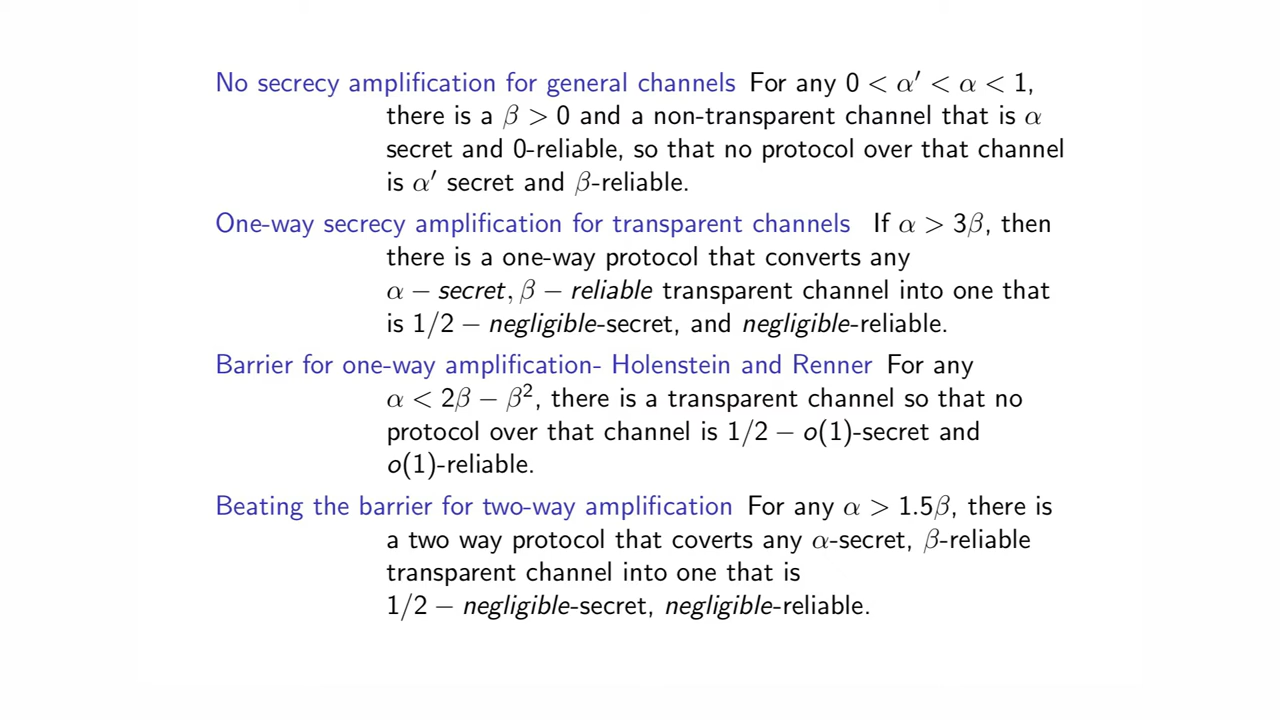 No secrecy amplification for general channels For any 0 < α′ < α < 1,
there is a β > 0 and a non-transparent channel that is α
secret and 0-reliable, so that no protocol over that channel
is α′ secret and β-reliable.
One-way secrecy amplification for transparent channels If α > 3β, then
there is a one-way protocol that converts any
α − secret, β − reliable transparent channel into one that
is 1/2 − negligible-secret, and negligible-reliable.
Barrier for one-way amplification- Holenstein and Renner For any
α < 2β − β², there is a transparent channel so that no
protocol over that channel is 1/2 − o(1)-secret and
o(1)-reliable.
Beating the barrier for two-way amplification For any α > 1.5β, there is
a two way protocol that coverts any α-secret, β-reliable
transparent channel into one that is
1/2 − negligible-secret, negligible-reliable.